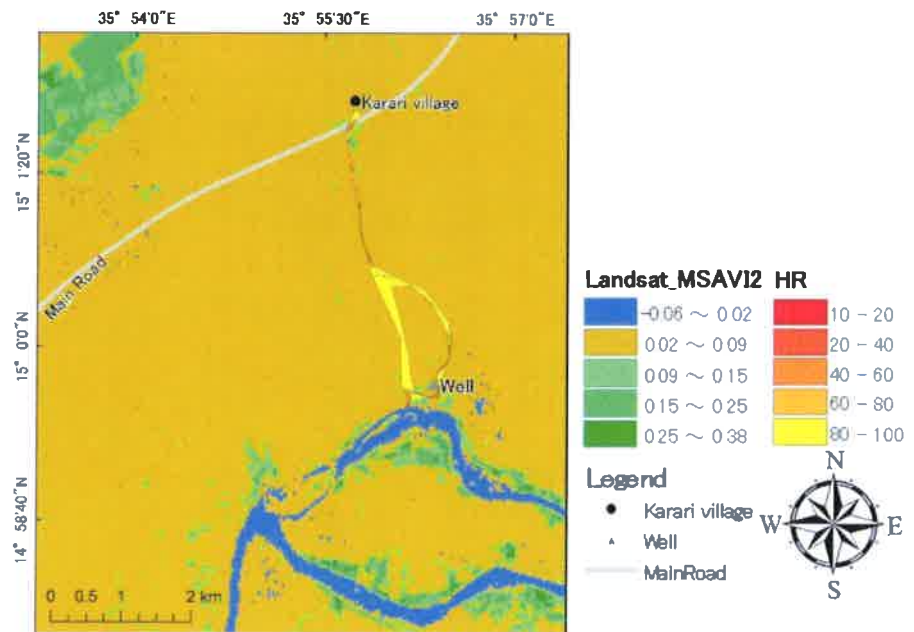 35° 54'0"E 35° 55'30"E 35° 57'0"E
15° 1'20"N
15° 0'0"N
14° 58'40"N
Karari village
Main Road
Well
0 0.5 1 2 km
Landsat_MSAVI2 HR
-0.06 ~ 0.02 10 - 20
0.02 ~ 0.09 20 - 40
0.09 ~ 0.15 40 - 60
0.15 ~ 0.25 60 - 80
0.25 ~ 0.38 80 - 100
Legend
Karari village
Well
MainRoad
N
W E
S